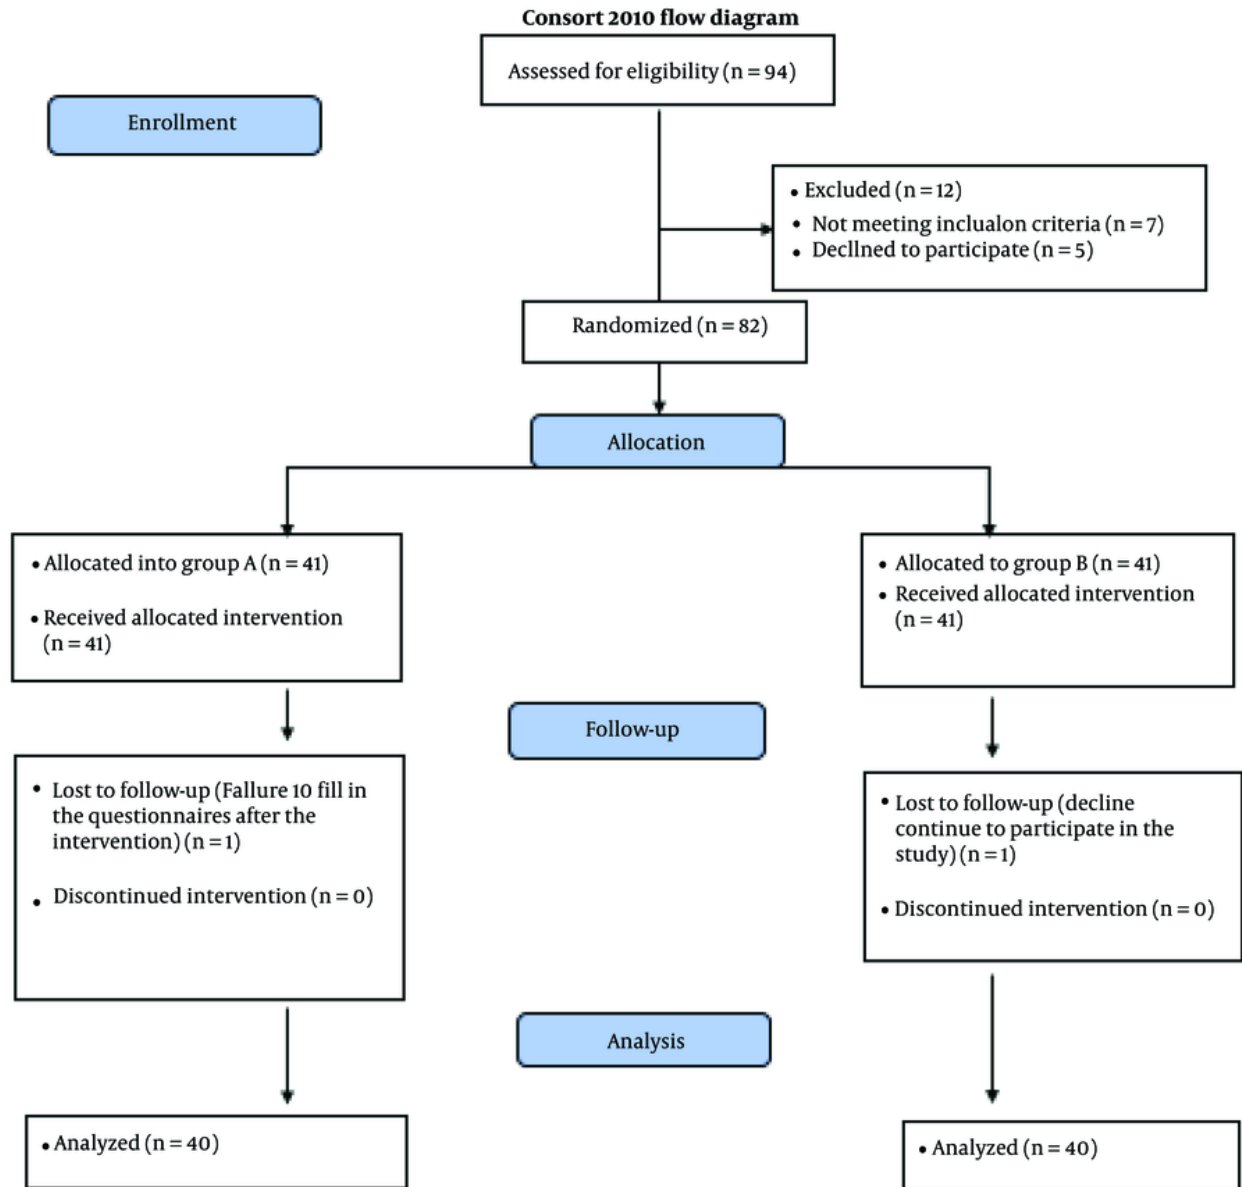 Consort 2010 flow diagram
Assessed for eligibility (n = 94)
Enrollment
• Excluded (n = 12)
• Not meeting inclualon criteria (n = 7)
• Decllned to participate (n = 5)
Randomized (n = 82)
Allocation
• Allocated into group A (n = 41)
• Received allocated intervention
(n = 41)
• Allocated to group B (n = 41)
• Received allocated intervention
(n = 41)
Follow-up
• Lost to follow-up (Fallure 10 fill in
the questionnaires after the
intervention) (n = 1)
• Discontinued intervention (n = 0)
• Lost to follow-up (decline
continue to participate in the
study) (n = 1)
• Discontinued intervention (n = 0)
Analysis
• Analyzed (n = 40)
• Analyzed (n = 40)